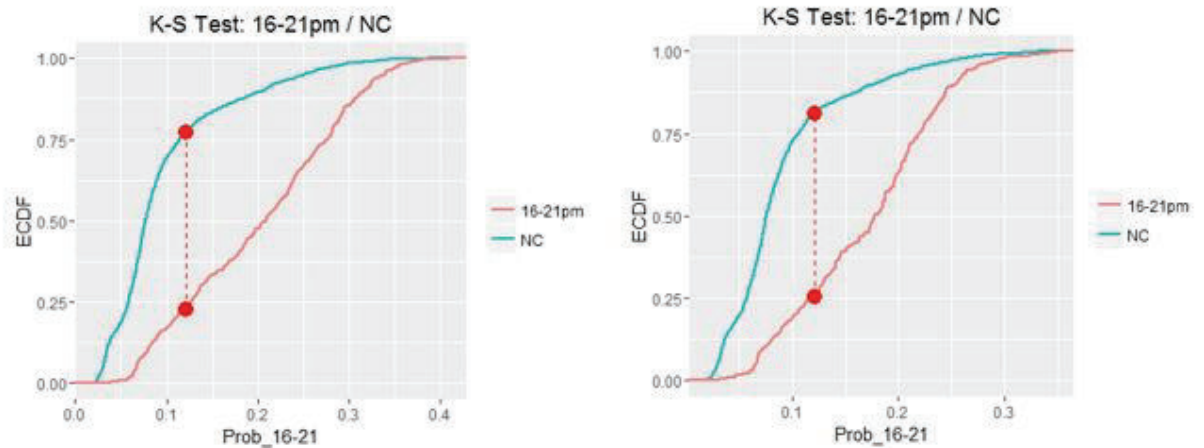 K-S Test: 16-21pm / NC
1.00
0.75
0.50
0.25
0.00
ECDF
0.0 0.1 0.2 0.3 0.4
Prob_16-21
16-21pm
NC
K-S Test: 16-21pm / NC
1.00
0.75
0.50
0.25
0.00
ECDF
0.1 0.2 0.3
Prob_16-21
16-21pm
NC